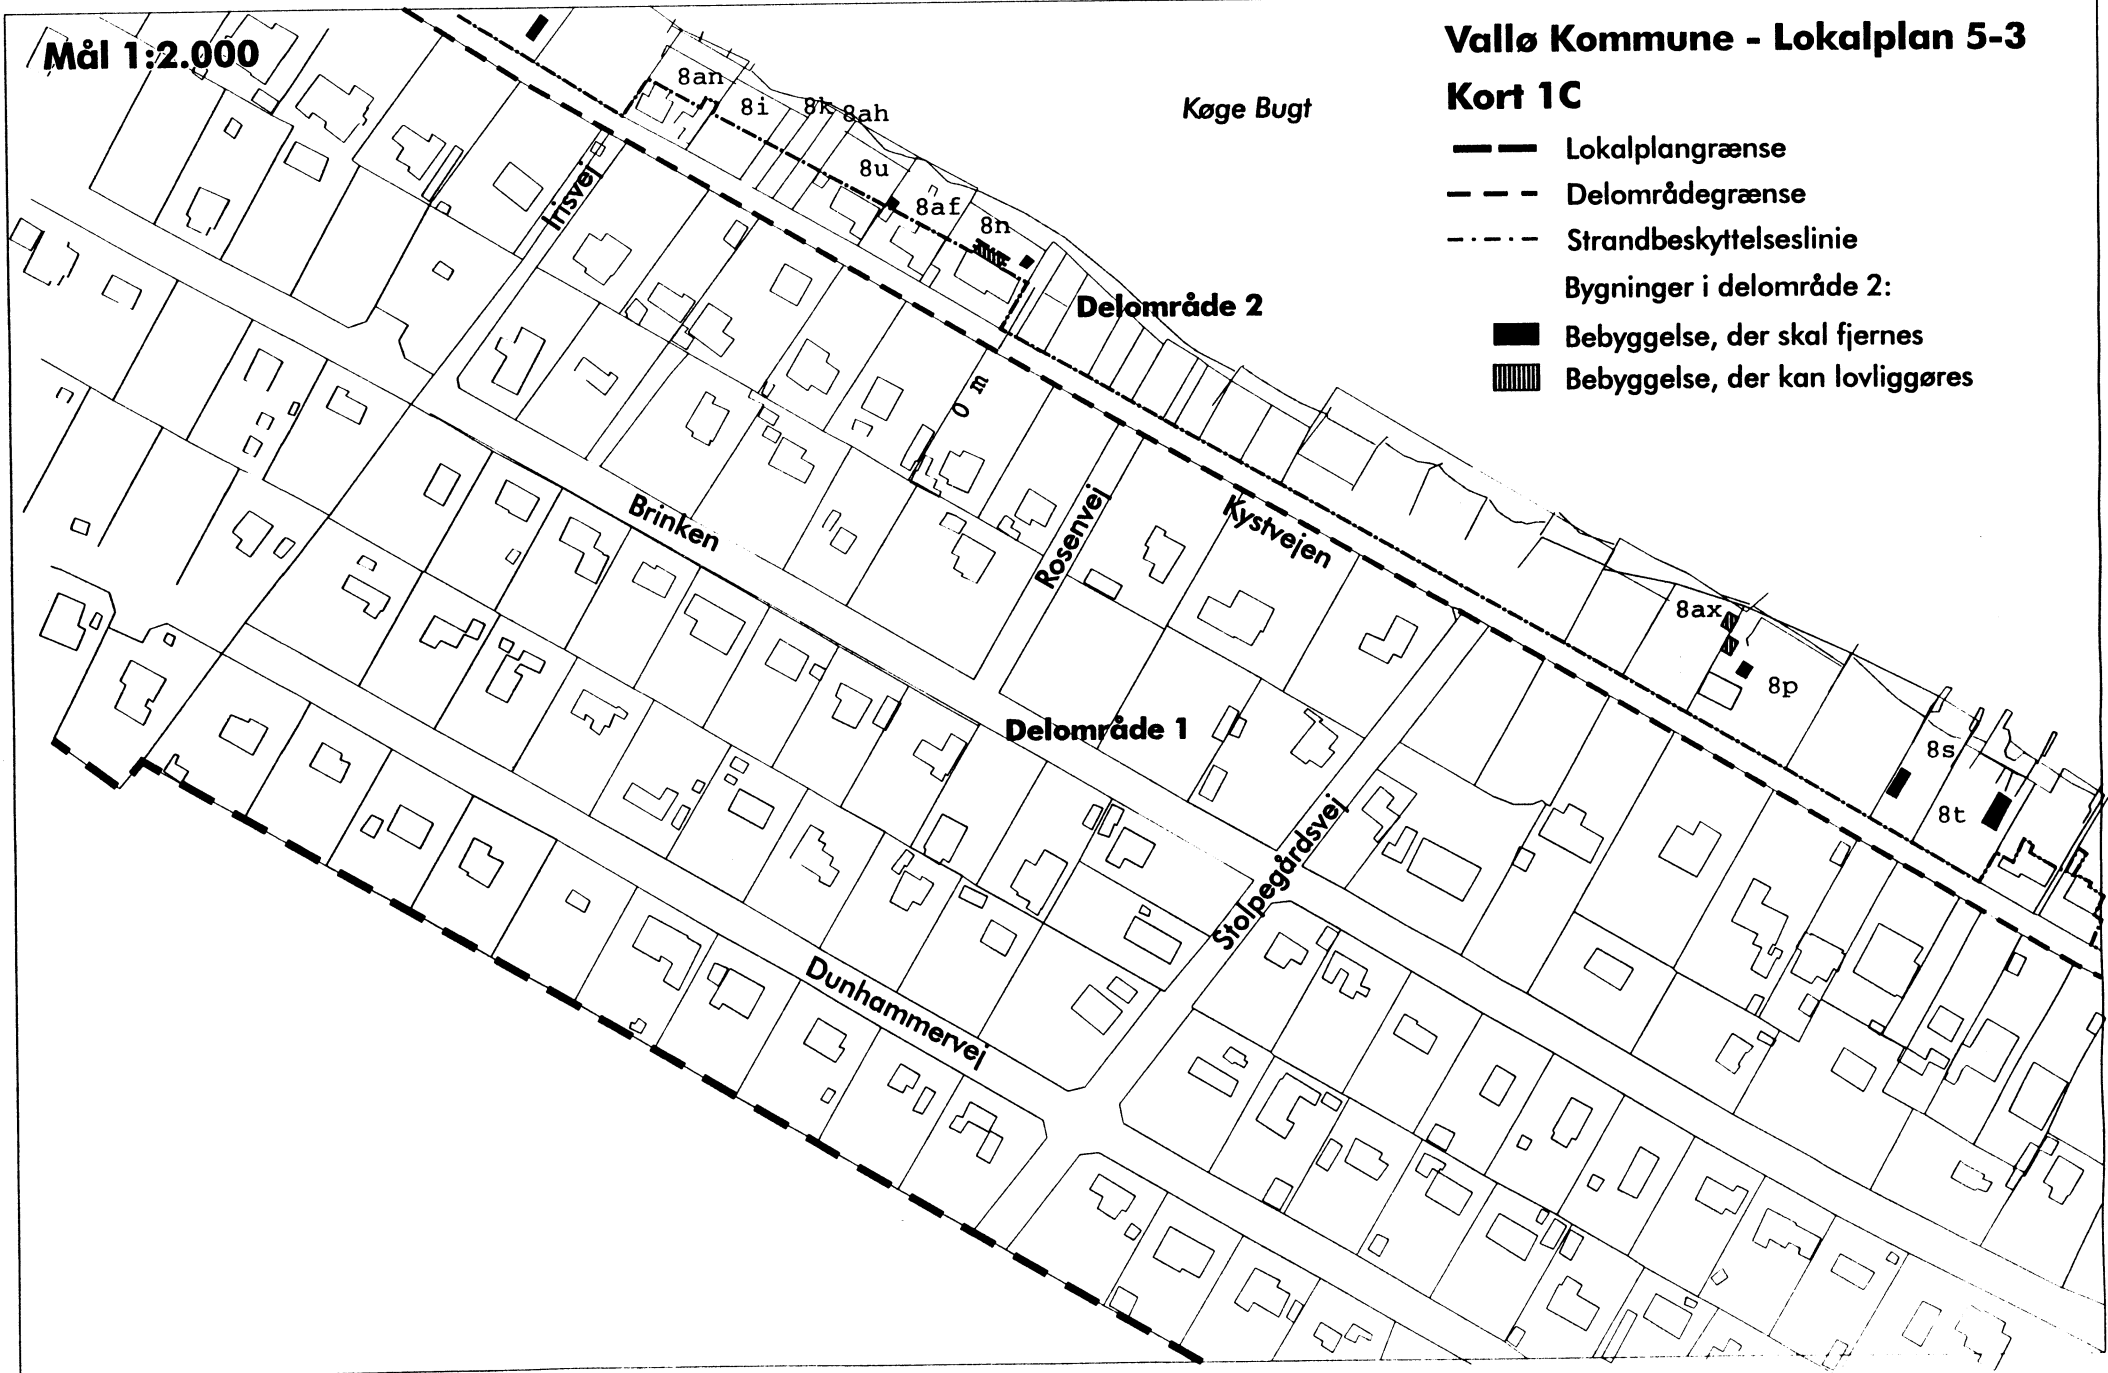 Mål 1:2.000
Vallø Kommune - Lokalplan 5-3
Kort 1C
Lokalplangrænse
Delområdegrænse
Strandbeskyttelseslinie
Bygninger i delområde 2:
Bebyggelse, der skal fjernes
Bebyggelse, der kan lovliggøres
Køge Bugt
8an
8i
8k
8ah
8u
8af
8n
Irisvej
Delområde 2
0 m
Brinken
Rosenvej
Kystvejen
8ax
8p
Delområde 1
8s
8t
Stolpegårdsvej
Dunhammervej